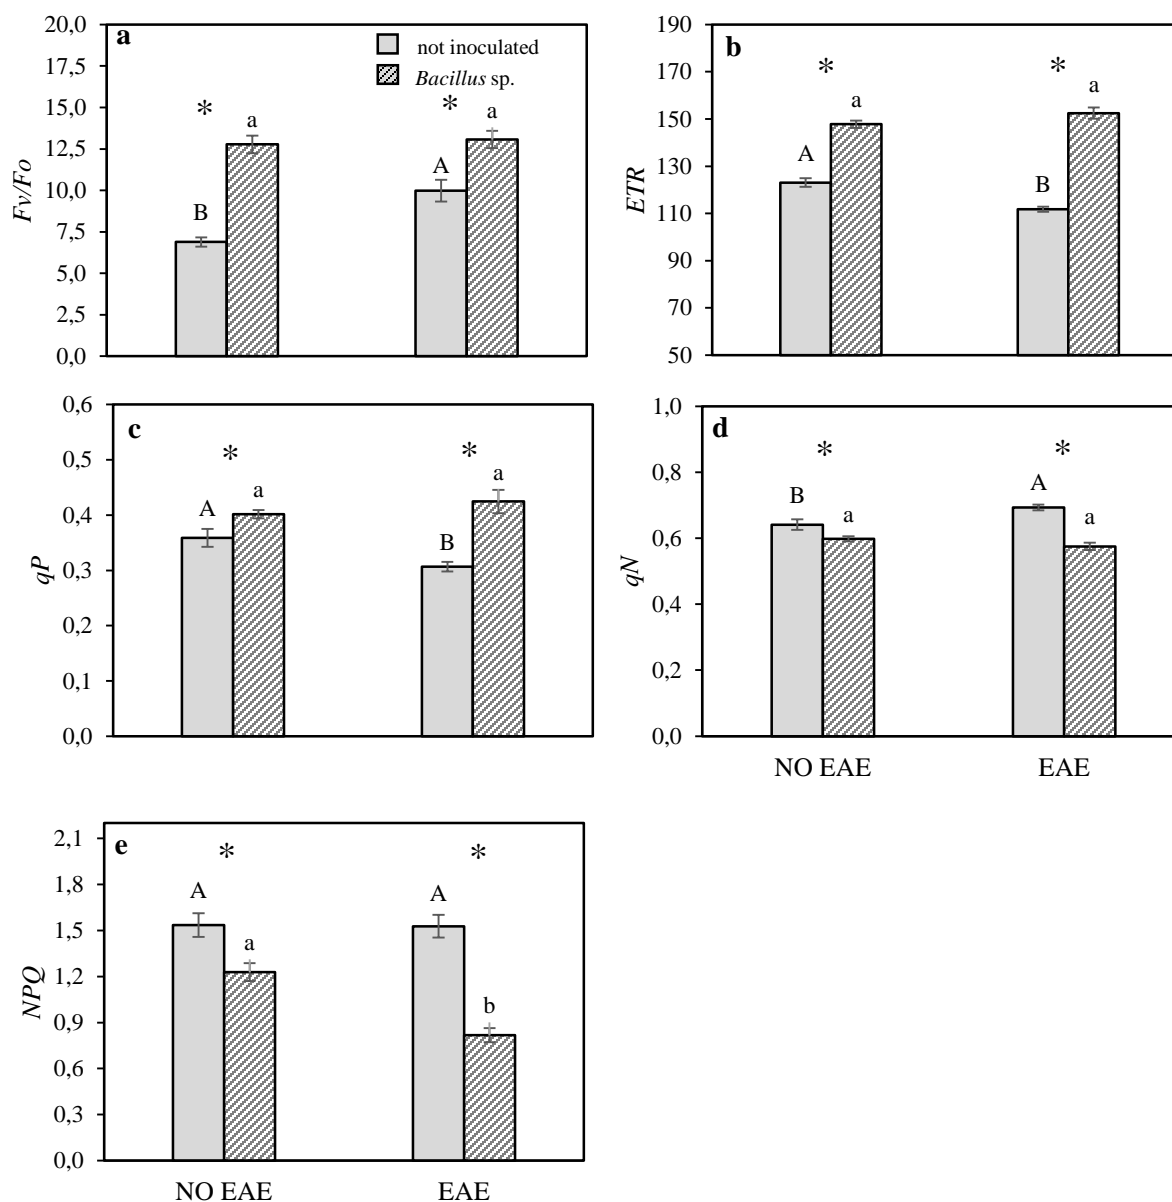 a
not inoculated
Bacillus sp.
20,0
17,5
15,0
12,5
10,0
7,5
5,0
2,5
0,0
Fv/Fo
*
*
B
a
A
a
b
190
170
150
130
110
90
70
50
ETR
*
*
A
a
B
a
c
0,6
0,5
0,4
0,3
0,2
0,1
0,0
qP
*
*
A
a
B
a
d
1,0
0,8
0,6
0,4
0,2
0,0
qN
*
*
B
a
A
a
NO EAE
EAE
e
2,1
1,8
1,5
1,2
0,9
0,6
0,3
0,0
NPQ
*
*
A
a
A
b
NO EAE
EAE